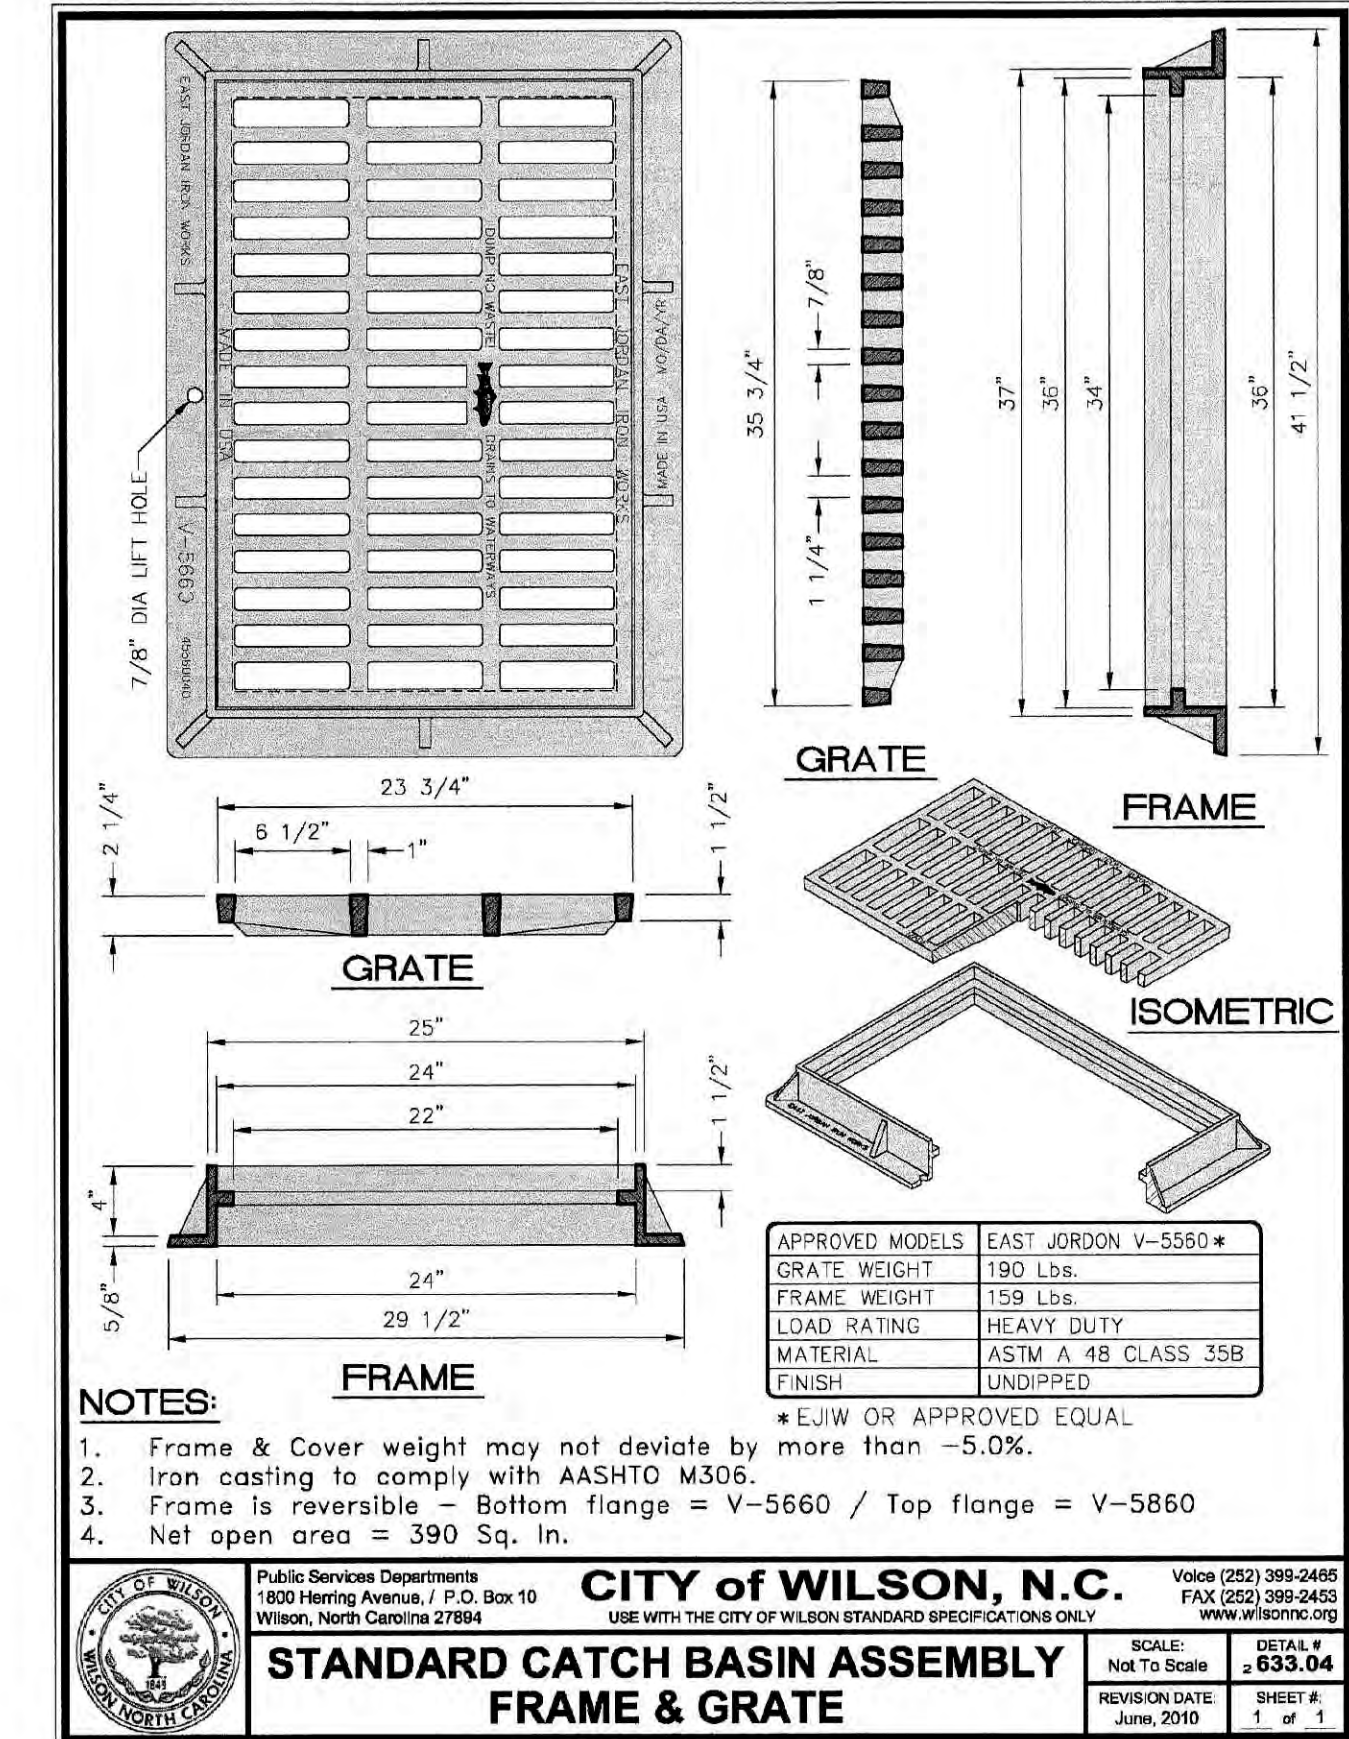 EAST JORDAN IRON WORKS
MADE IN USA
DUMP NO WASTE!
DRAINS TO WATERWAYS
EAST JORDAN IRON WORKS
MADE IN USA MO/DA/YR
V-5660
7/8" DIA LIFT HOLE
35 3/4"
7/8"
1 1/4"
GRATE
37"
36"
34"
36"
41 1/2"
FRAME
23 3/4"
2 1/4"
6 1/2"
1"
1 1/2"
GRATE
ISOMETRIC
EAST JORDAN IRON WORKS
25"
24"
22"
1 1/2"
4"
5/8"
24"
29 1/2"
FRAME
APPROVED MODELS EAST JORDON V-5560*
GRATE WEIGHT 190 Lbs.
FRAME WEIGHT 159 Lbs.
LOAD RATING HEAVY DUTY
MATERIAL ASTM A 48 CLASS 35B
FINISH UNDIPPED
* EJIW OR APPROVED EQUAL
NOTES:
1. Frame & Cover weight may not deviate by more than -5.0%.
2. Iron casting to comply with AASHTO M306.
3. Frame is reversible - Bottom flange = V-5660 / Top flange = V-5860
4. Net open area = 390 Sq. In.
CITY OF WILSON
1849
NORTH CAROLINA
Public Services Departments
1800 Herring Avenue, / P.O. Box 10
Wilson, North Carolina 27894
CITY of WILSON, N.C.
USE WITH THE CITY OF WILSON STANDARD SPECIFICATIONS ONLY
Voice (252) 399-2465
FAX (252) 399-2453
www.wilsonnc.org
STANDARD CATCH BASIN ASSEMBLY
FRAME & GRATE
SCALE:
Not To Scale
DETAIL #
2 633.04
REVISION DATE:
June, 2010
SHEET #:
1 of 1